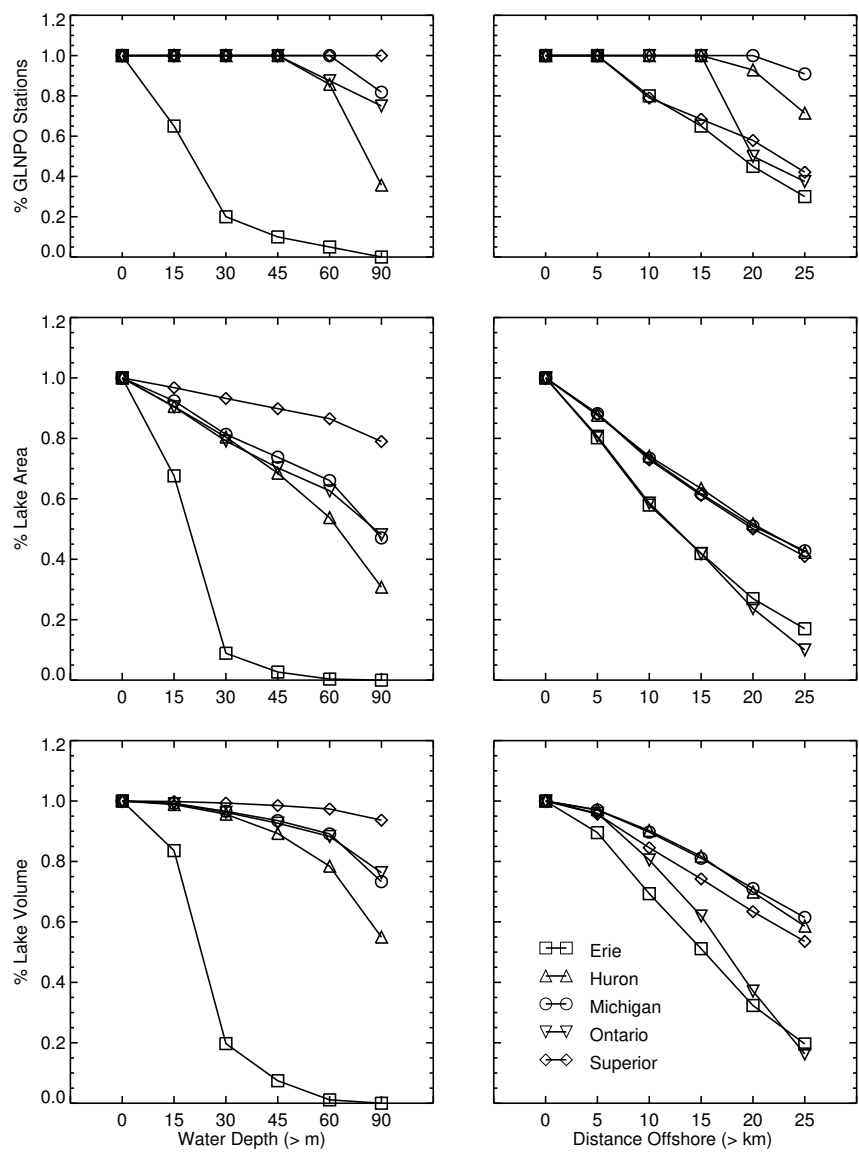 1.2
1.0
0.8
0.6
0.4
0.2
0.0
% GLNPO Stations
0 15 30 45 60 90
0 5 10 15 20 25
1.2
1.0
0.8
0.6
0.4
0.2
0.0
% Lake Area
0 15 30 45 60 90
0 5 10 15 20 25
1.2
1.0
0.8
0.6
0.4
0.2
0.0
% Lake Volume
0 15 30 45 60 90
Water Depth (> m)
Erie
Huron
Michigan
Ontario
Superior
0 5 10 15 20 25
Distance Offshore (> km)